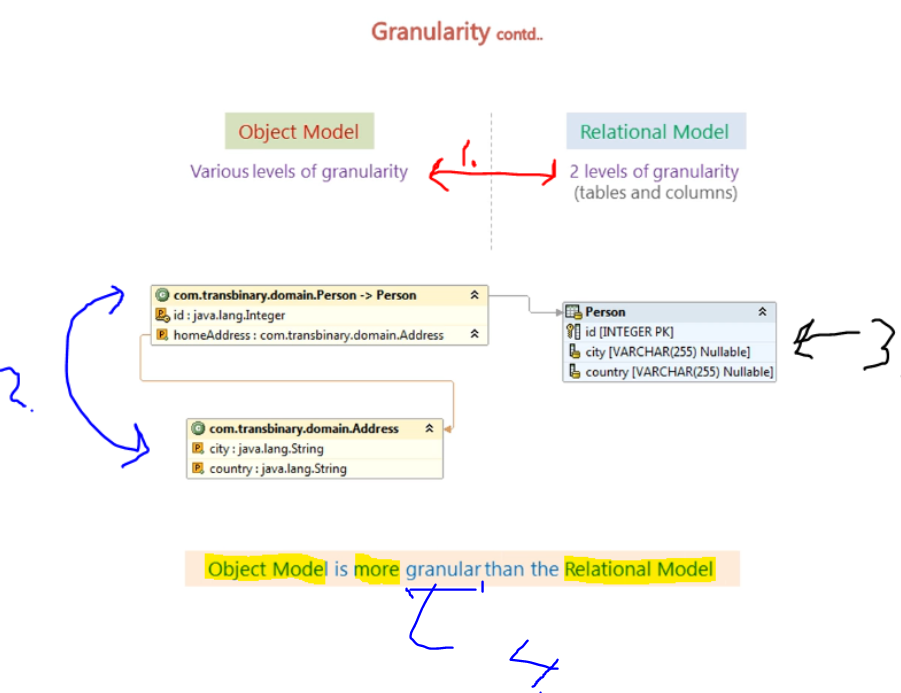 Granularity contd..
Object Model
Relational Model
Various levels of granularity
1.
2 levels of granularity
(tables and columns)
com.transbinary.domain.Person -> Person
id : java.lang.Integer
homeAddress : com.transbinary.domain.Address
Person
id [INTEGER PK]
city [VARCHAR(255) Nullable]
country [VARCHAR(255) Nullable]
3
2.
com.transbinary.domain.Address
city : java.lang.String
country : java.lang.String
Object Model is more granular than the Relational Model
4